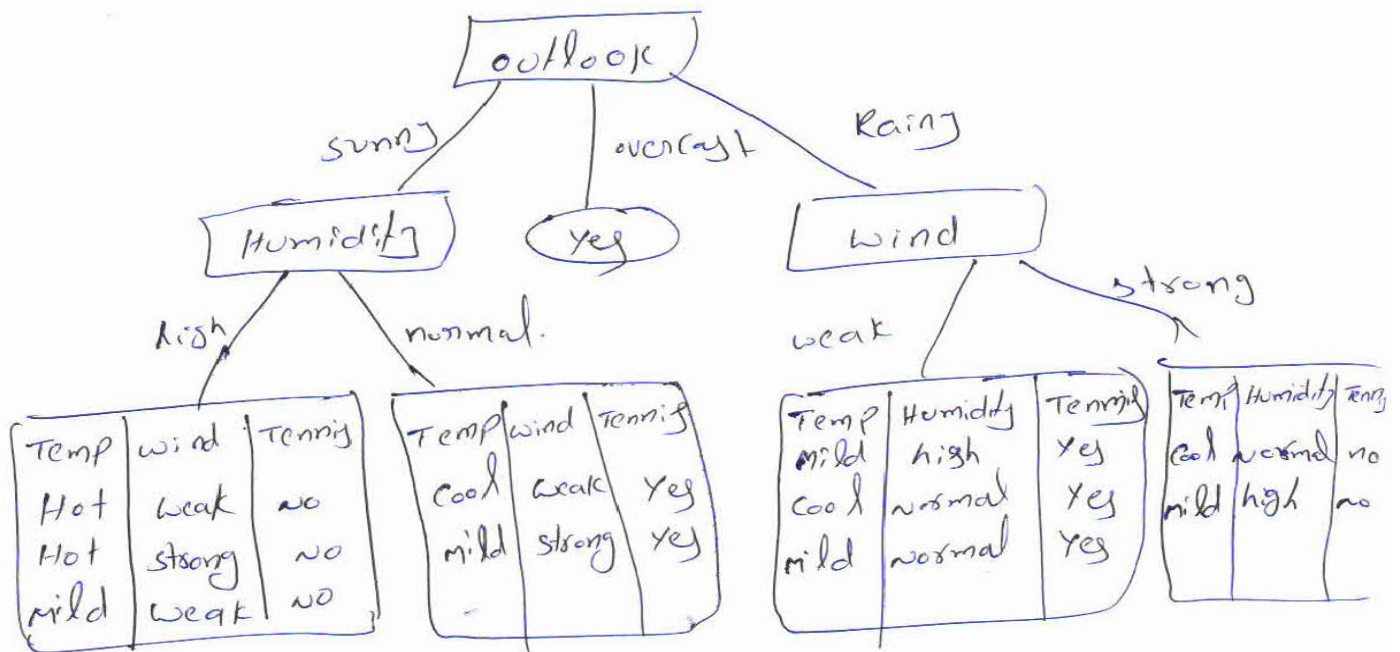 outlook
sunny overcast Rainy
Humidity yes wind
high normal. weak strong
Temp wind Tennis
Hot weak no
Hot strong no
mild weak no
Temp wind Tennis
cool weak yes
mild strong yes
Temp Humidity Tennis
mild high yes
cool normal yes
mild normal yes
Temp Humidity Tennis
cool normal no
mild high no